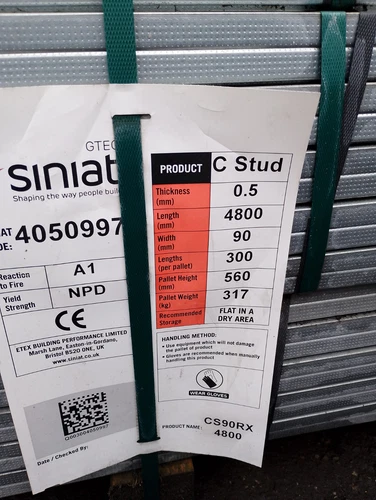 GTEC
Siniat
Shaping the way people
4050997
Reaction
to Fire
A1
Yield
Strength
NPD
CE
ETEX BUILDING PERFORMANCE LIMITED
Marsh Lane, Easton-in-Gordano,
Bristol BS20 0NE, UK
www.siniat.co.uk
Q003604050997
Date / Checked By:
PRODUCT C Stud
Thickness
(mm)
0.5
Length
(mm)
4800
Width
(mm)
90
Lengths
(per pallet)
300
Pallet Height
(mm)
560
Pallet Weight
(kg)
317
Recommended
Storage
FLAT IN A
DRY AREA
HANDLING METHOD:
• Use equipment which will not damage
the pallet of product
• Gloves are recommended when manually
handling this product
WEAR GLOVES
PRODUCT NAME:
CS90RX
4800